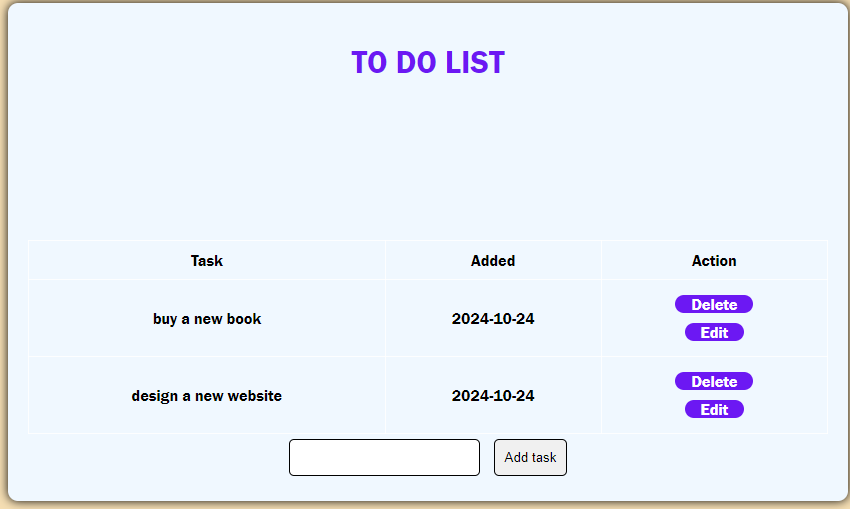 TO DO LIST
Task Added Action
buy a new book 2024-10-24 Delete
Edit
design a new website 2024-10-24 Delete
Edit
Add task